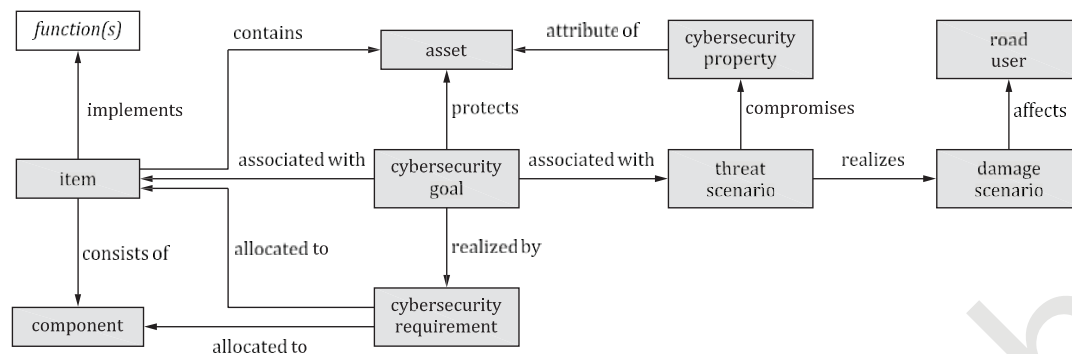 function(s)
contains
asset
attribute of
cybersecurity
property
road
user
implements
protects
compromises
affects
item
associated with
cybersecurity
goal
associated with
threat
scenario
realizes
damage
scenario
consists of
allocated to
realized by
component
cybersecurity
requirement
allocated to